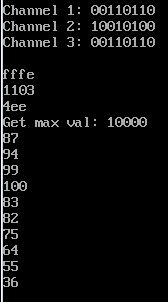 Channel 1: 00110110
Channel 2: 10010100
Channel 3: 00110110
fffe
1103
4ee
Get max val: 10000
87
94
99
100
83
82
75
64
55
36